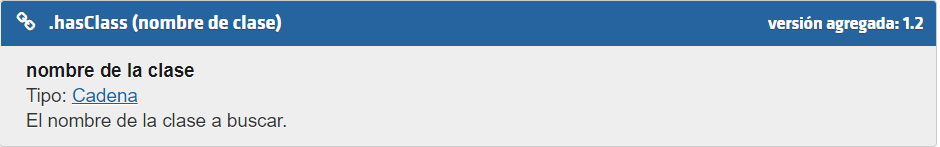 .hasClass (nombre de clase)
versión agregada: 1.2
nombre de la clase
Tipo: Cadena
El nombre de la clase a buscar.